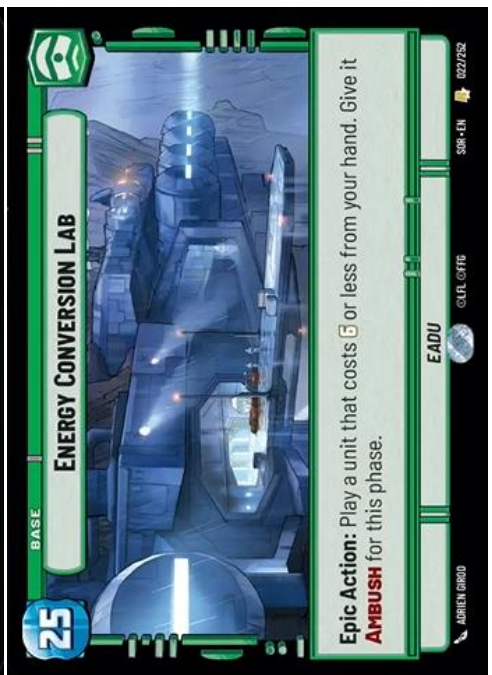 BASE
25
ENERGY CONVERSION LAB
Epic Action: Play a unit that costs 6 or less from your hand. Give it
AMBUSH for this phase.
EADU
ADRIEN GIROD
©LFL ©FFG
SOR • EN
022/252